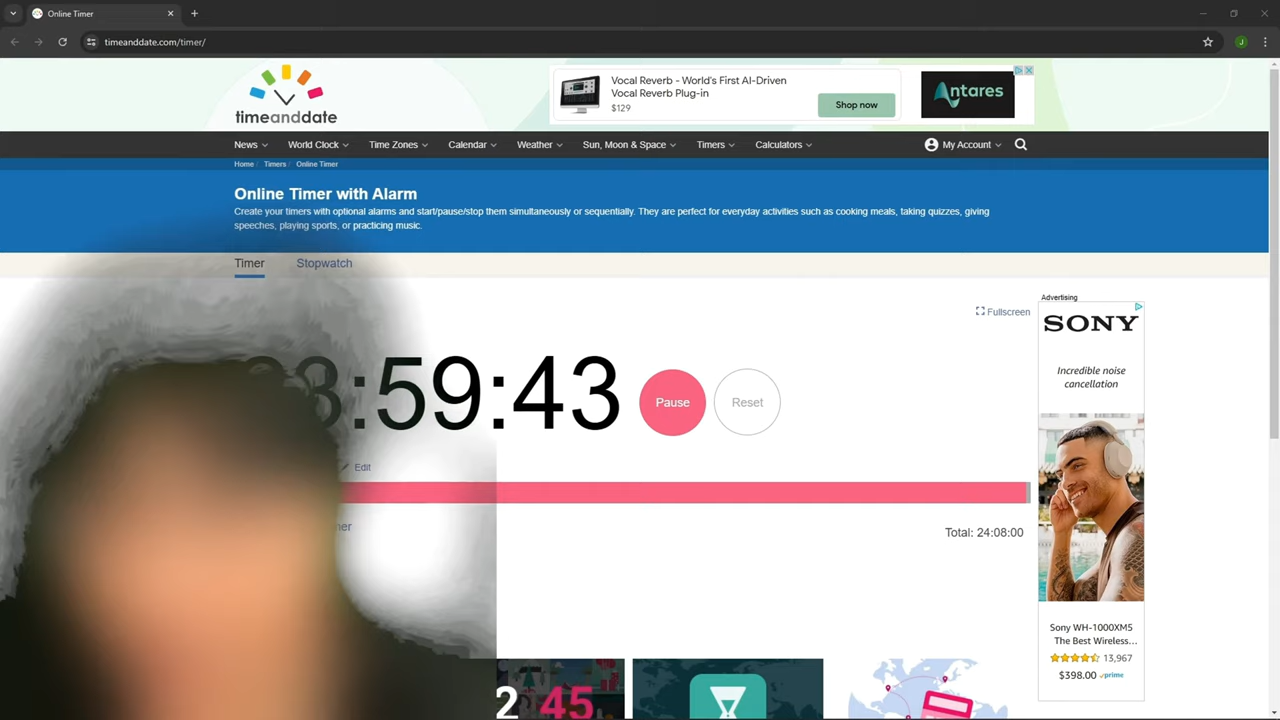 Online Timer
timeanddate.com/timer/
J
timeanddate
Vocal Reverb - World's First AI-Driven
Vocal Reverb Plug-in
$129
Shop now
Antares
News
World Clock
Time Zones
Calendar
Weather
Sun, Moon & Space
Timers
Calculators
My Account
Home / Timers / Online Timer
Online Timer with Alarm
Create your timers with optional alarms and start/pause/stop them simultaneously or sequentially. They are perfect for everyday activities such as cooking meals, taking quizzes, giving
speeches, playing sports, or practicing music.
Timer
Stopwatch
Fullscreen
23:59:43
Pause
Reset
Edit
Total: 24:08:00
Advertising
SONY
Incredible noise
cancellation
Sony WH-1000XM5
The Best Wireless...
13,967
$398.00 prime
2 45